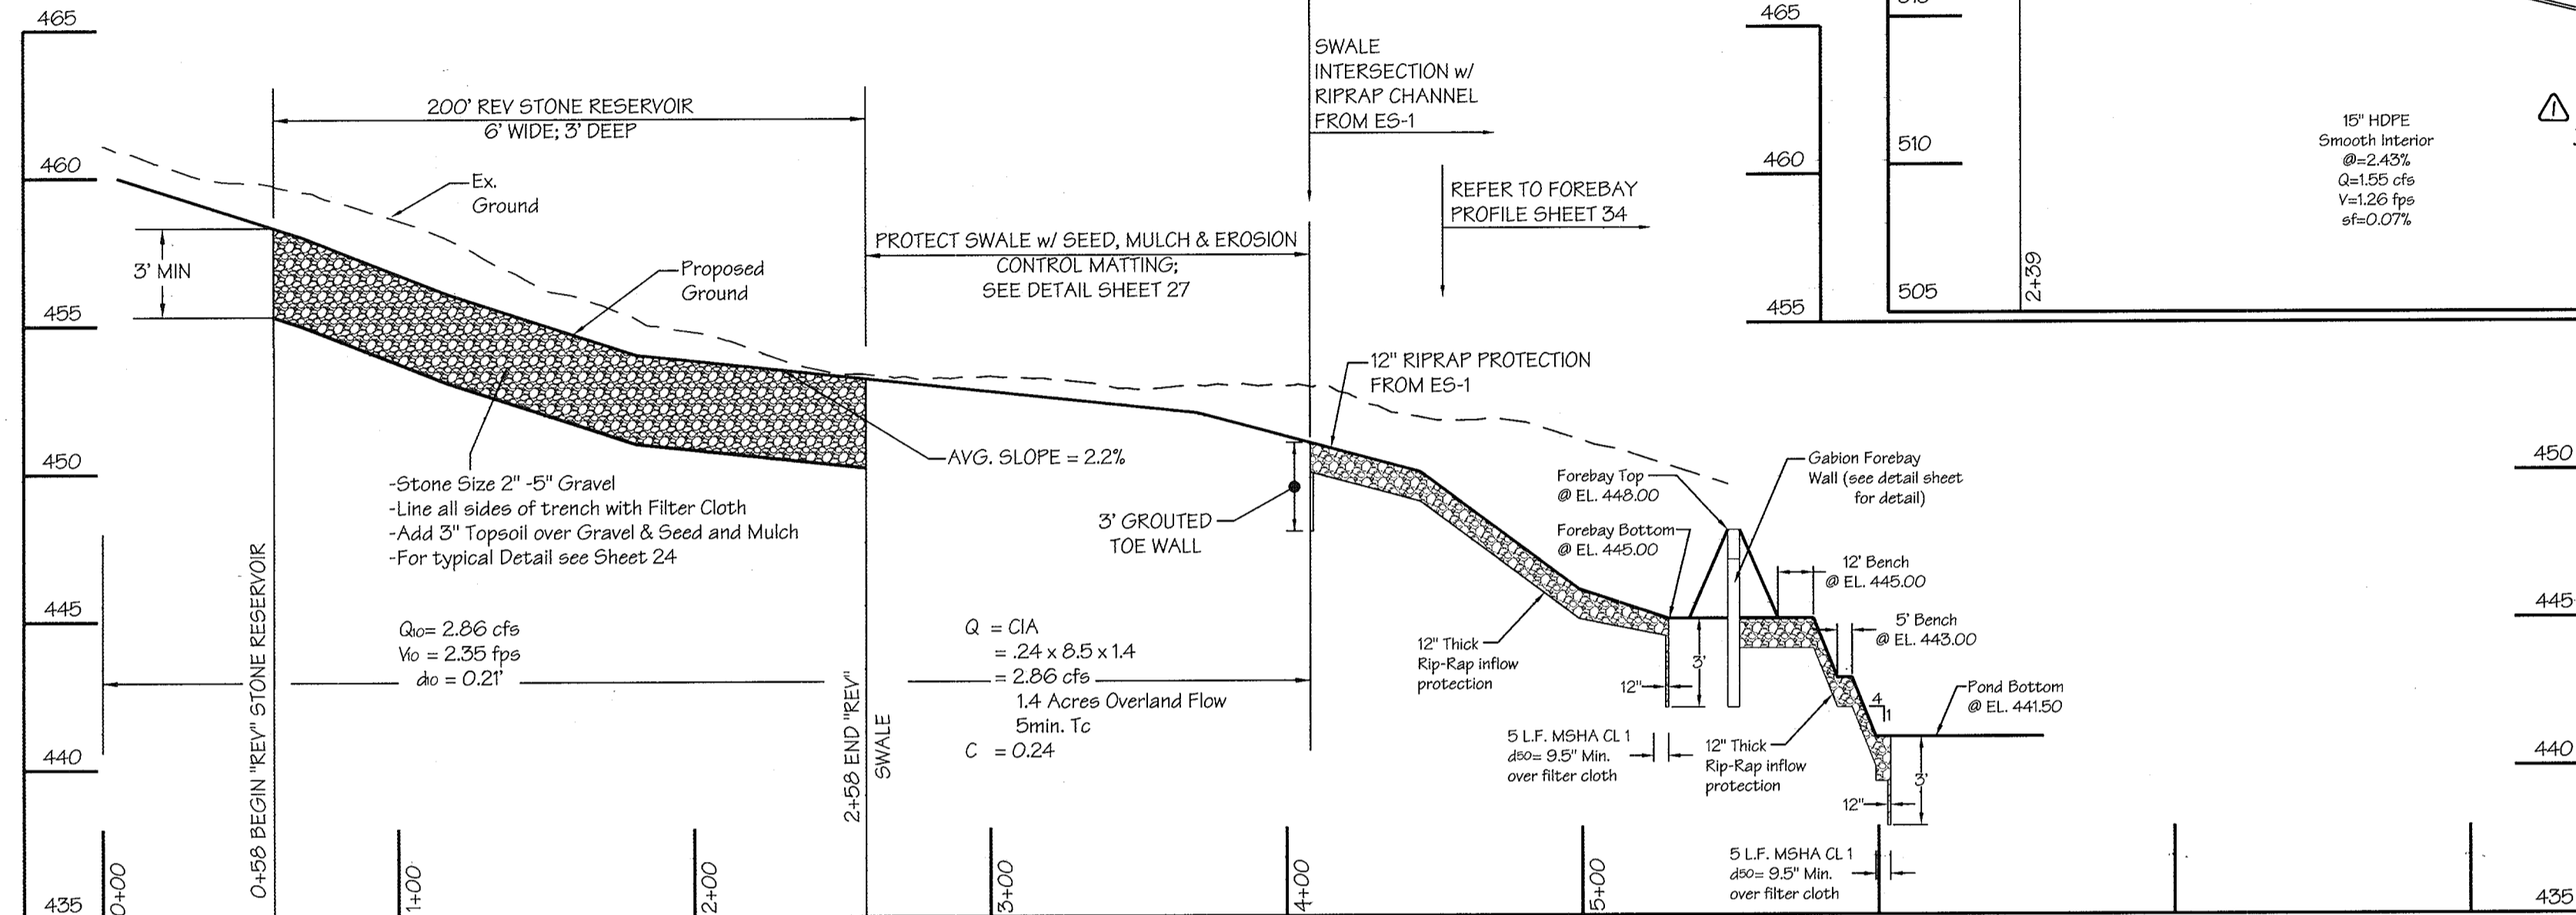 465
460
455
450
445
440
435
200' REV STONE RESERVOIR
6' WIDE; 3' DEEP
Ex.
Ground
3' MIN
Proposed
Ground
PROTECT SWALE w/ SEED, MULCH & EROSION
CONTROL MATTING;
SEE DETAIL SHEET 27
SWALE
INTERSECTION w/
RIPRAP CHANNEL
FROM ES-1
REFER TO FOREBAY
PROFILE SHEET 34
12" RIPRAP PROTECTION
FROM ES-1
AVG. SLOPE = 2.2%
-Stone Size 2" -5" Gravel
-Line all sides of trench with Filter Cloth
-Add 3" Topsoil over Gravel & Seed and Mulch
-For typical Detail see Sheet 24
3' GROUTED
TOE WALL
Q10= 2.86 cfs
V10 = 2.35 fps
d10 = 0.21'
Q = CIA
= .24 x 8.5 x 1.4
= 2.86 cfs
1.4 Acres Overland Flow
5min. Tc
C = 0.24
0+58 BEGIN "REV" STONE RESERVOIR
2+58 END "REV"
SWALE
Forebay Top
@ EL. 448.00
Forebay Bottom
@ EL. 445.00
Gabion Forebay
Wall (see detail sheet
for detail)
12' Bench
@ EL. 445.00
5' Bench
@ EL. 443.00
12" Thick
Rip-Rap inflow
protection
3'
12"
Pond Bottom
@ EL. 441.50
4
1
5 L.F. MSHA CL 1
d50= 9.5" Min.
over filter cloth
12" Thick
Rip-Rap inflow
protection
3'
12"
5 L.F. MSHA CL 1
d50= 9.5" Min.
over filter cloth
0+00
1+00
2+00
3+00
4+00
5+00
465
460
455
510
505
2+39
15" HDPE
Smooth Interior
@=2.43%
Q=1.55 cfs
V=1.26 fps
sf=0.07%
1
450
445
440
435